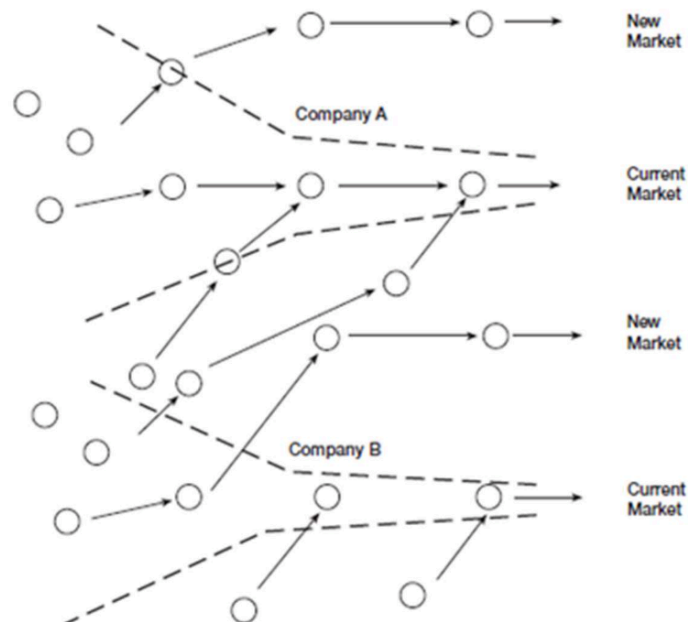 New
Market
Company A
Current
Market
New
Market
Company B
Current
Market